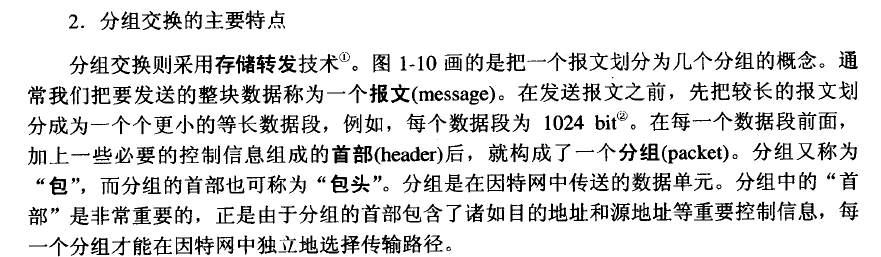 2．分组交换的主要特点
分组交换则采用存储转发技术①。图 1-10 画的是把一个报文划分为几个分组的概念。通
常我们把要发送的整块数据称为一个报文(message)。在发送报文之前，先把较长的报文划
分成为一个个更小的等长数据段，例如，每个数据段为 1024 bit②。在每一个数据段前面，
加上一些必要的控制信息组成的首部(header)后，就构成了一个分组(packet)。分组又称为
“包”，而分组的首部也可称为“包头”。分组是在因特网中传送的数据单元。分组中的“首
部”是非常重要的，正是由于分组的首部包含了诸如目的地址和源地址等重要控制信息，每
一个分组才能在因特网中独立地选择传输路径。